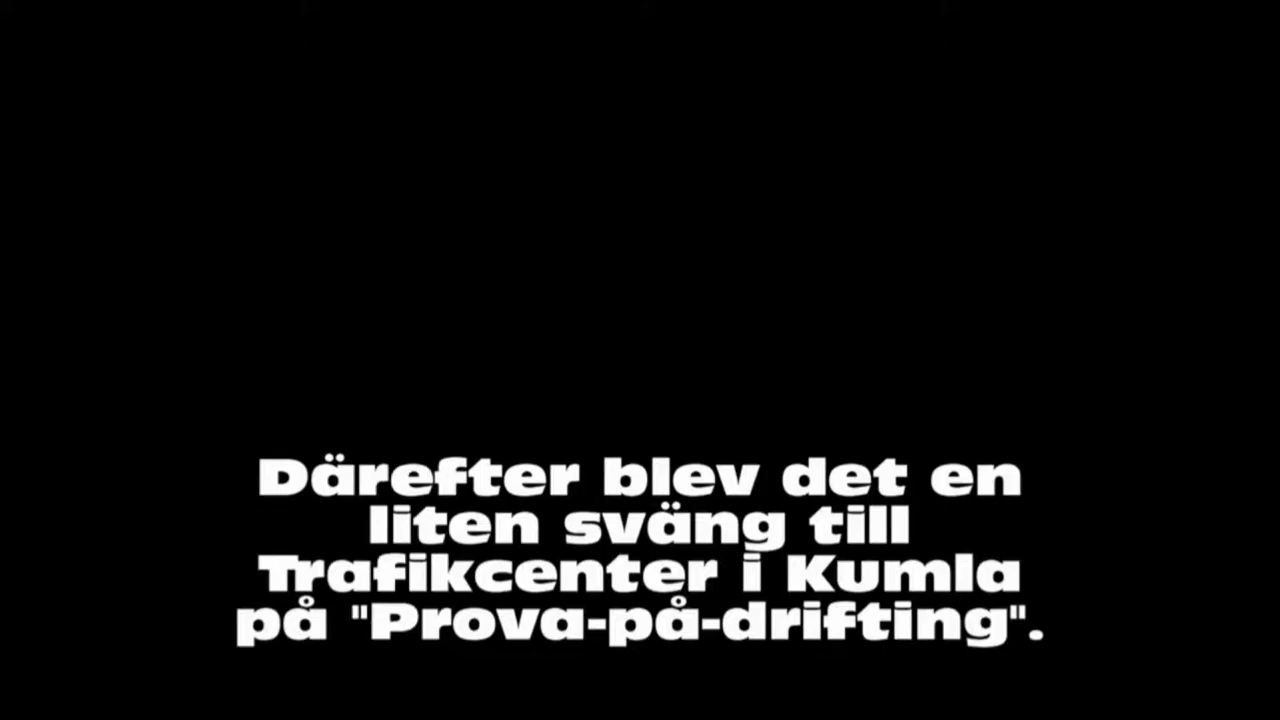 Därefter blev det en
liten sväng till
Trafikcenter i Kumla
på "Prova-på-drifting".